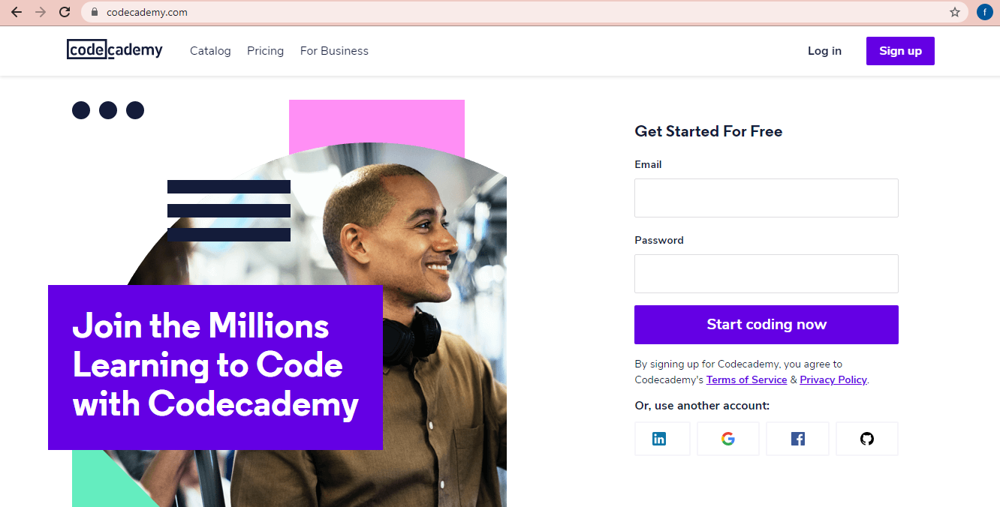 codecademy.com
f
codecademy
Catalog Pricing For Business
Log in
Sign up
Join the Millions
Learning to Code
with Codecademy
Get Started For Free
Email
Password
Start coding now
By signing up for Codecademy, you agree to
Codecademy's Terms of Service & Privacy Policy.
Or, use another account:
in
G
f